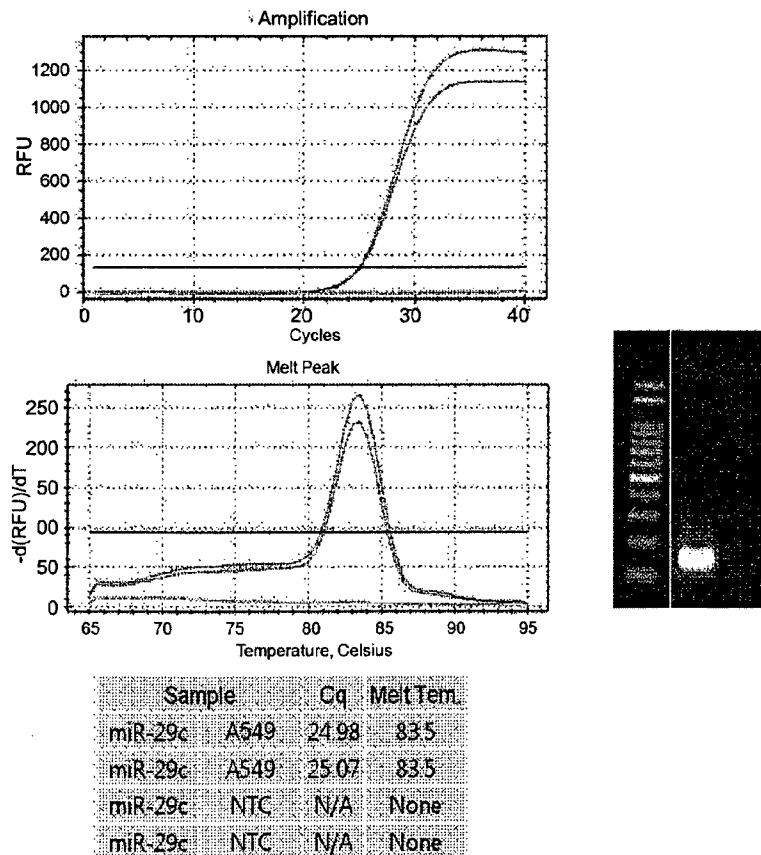 Amplification
1200
1000
800
600
400
200
0
RFU
0 10 20 30 40
Cycles
Melt Peak
250
200
50
00
50
0
-d(RFU)/dT
65 70 75 80 85 90 95
Temperature, Celsius
Sample Cq Melt Tem.
miR-29c A549 24.98 83.5
miR-29c A549 25.07 83.5
miR-29c NTC N/A None
miR-29c NTC N/A None